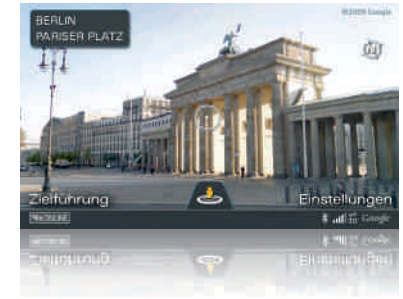 BERLIN
PARISER PLATZ
©2009 Google
Zielführung
Einstellungen
Google